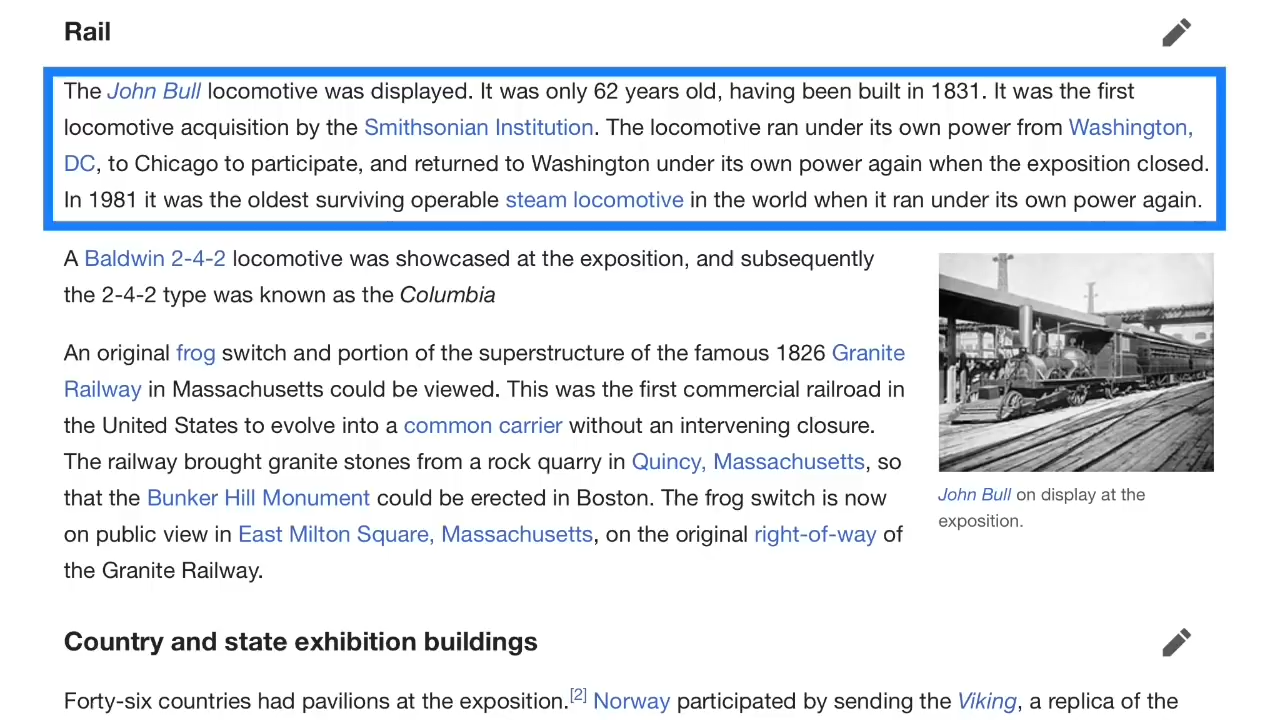 Rail
The John Bull locomotive was displayed. It was only 62 years old, having been built in 1831. It was the first
locomotive acquisition by the Smithsonian Institution. The locomotive ran under its own power from Washington,
DC, to Chicago to participate, and returned to Washington under its own power again when the exposition closed.
In 1981 it was the oldest surviving operable steam locomotive in the world when it ran under its own power again.
A Baldwin 2-4-2 locomotive was showcased at the exposition, and subsequently
the 2-4-2 type was known as the Columbia
An original frog switch and portion of the superstructure of the famous 1826 Granite
Railway in Massachusetts could be viewed. This was the first commercial railroad in
the United States to evolve into a common carrier without an intervening closure.
The railway brought granite stones from a rock quarry in Quincy, Massachusetts, so
that the Bunker Hill Monument could be erected in Boston. The frog switch is now
on public view in East Milton Square, Massachusetts, on the original right-of-way of
the Granite Railway.
John Bull on display at the
exposition.
Country and state exhibition buildings
Forty-six countries had pavilions at the exposition.[2] Norway participated by sending the Viking, a replica of the